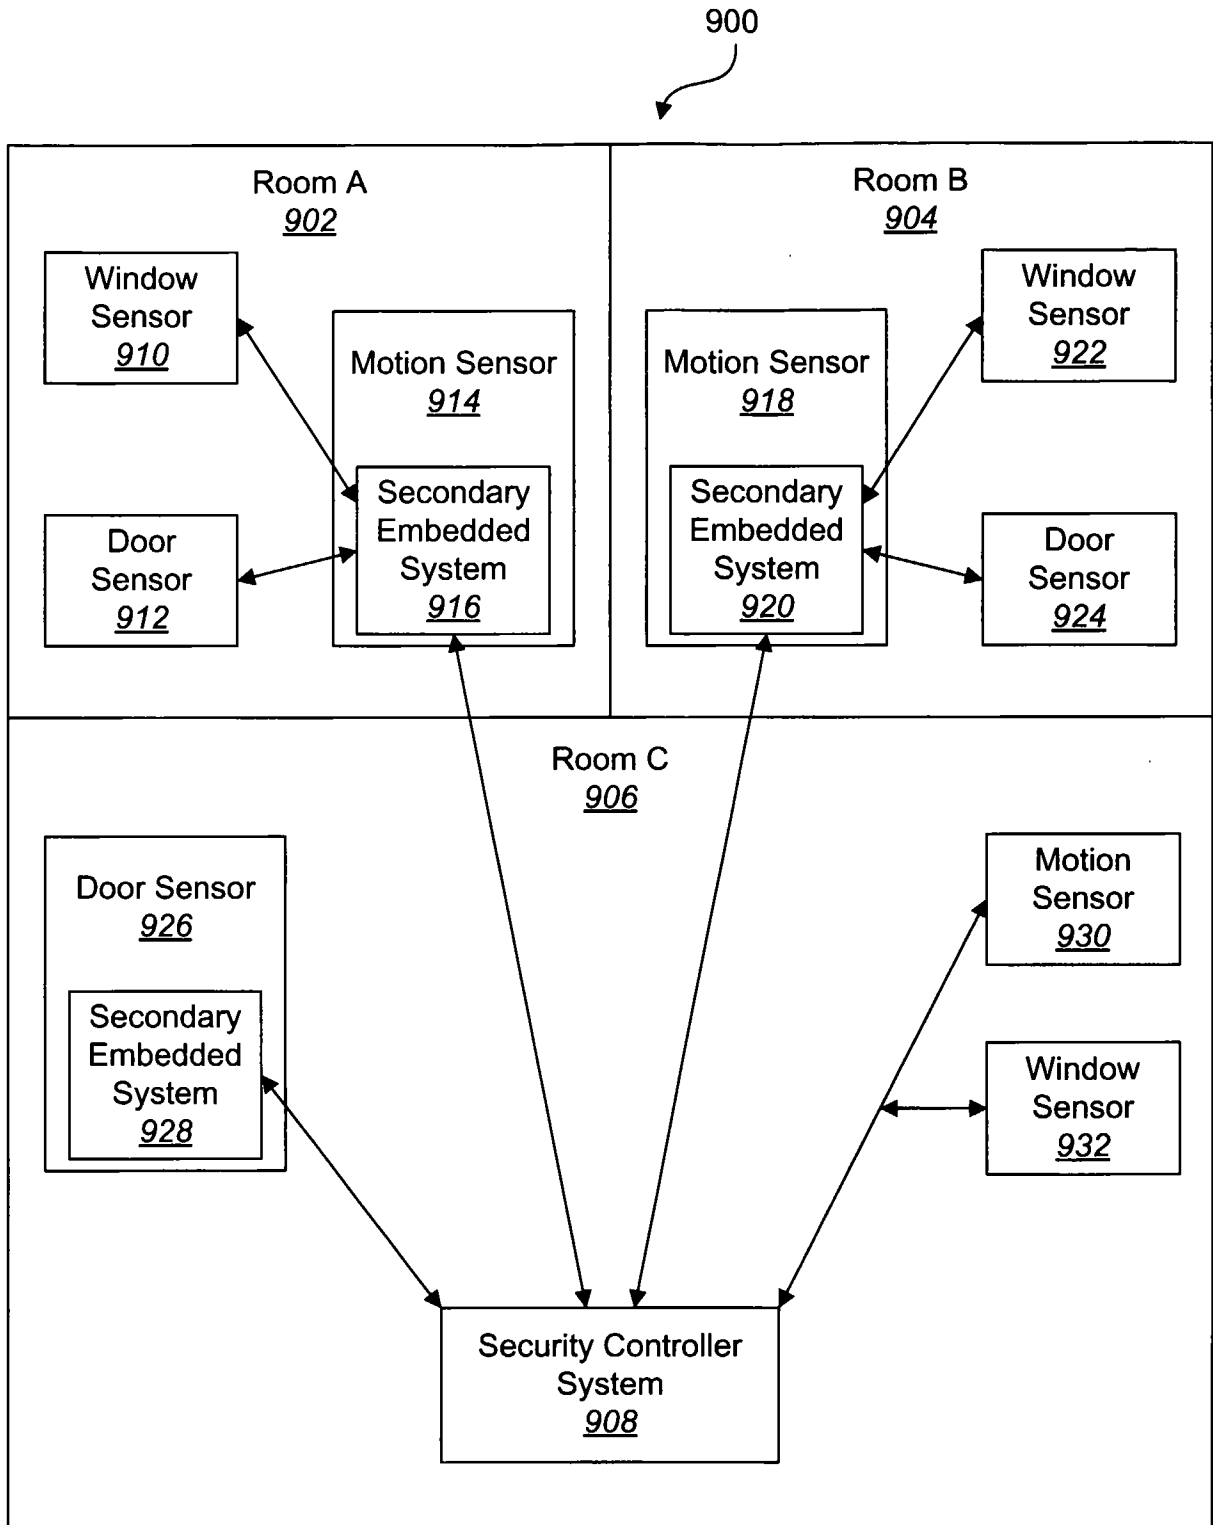 900
Room A
902
Window
Sensor
910
Motion Sensor
914
Secondary
Embedded
System
916
Door
Sensor
912
Room B
904
Motion Sensor
918
Secondary
Embedded
System
920
Window
Sensor
922
Door
Sensor
924
Room C
906
Door Sensor
926
Secondary
Embedded
System
928
Motion
Sensor
930
Window
Sensor
932
Security Controller
System
908